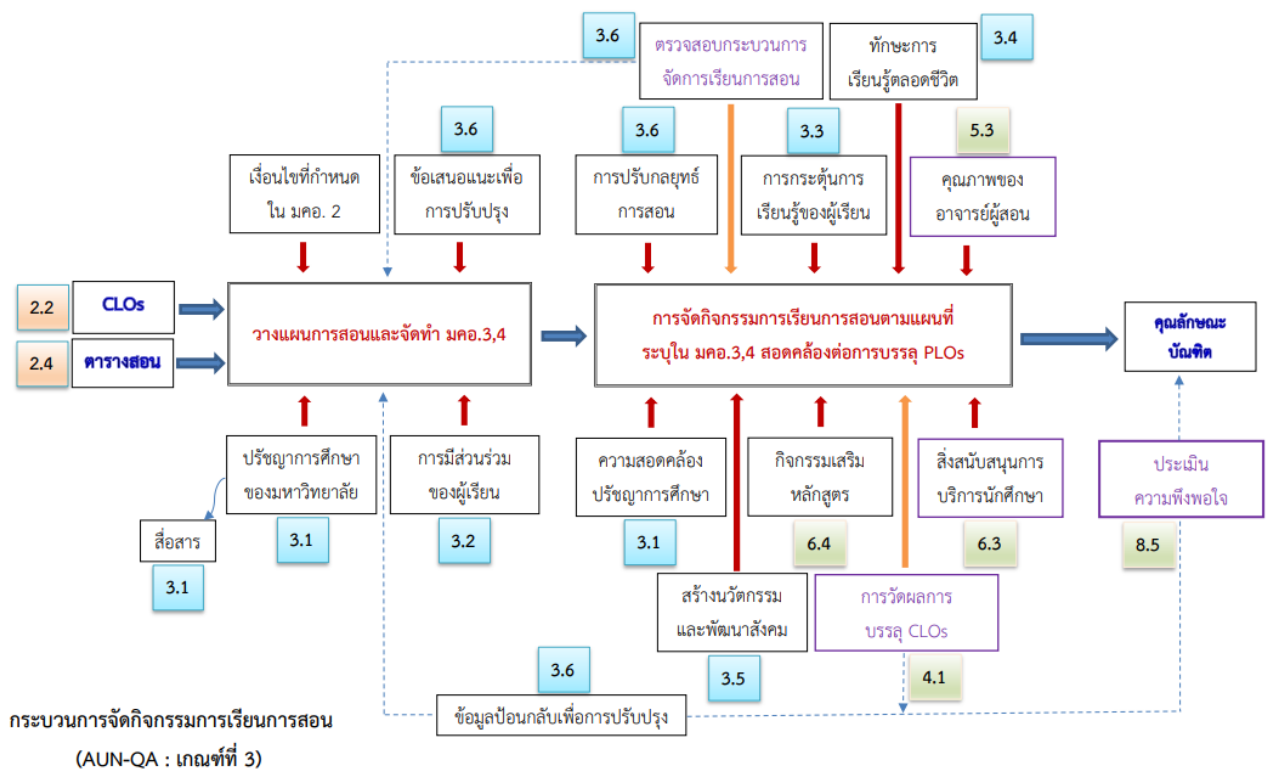 3.6
ตรวจสอบกระบวนการ
จัดการเรียนการสอน
ทักษะการ
เรียนรู้ตลอดชีวิต
3.4
3.6
3.6
3.3
5.3
เงื่อนไขที่กำหนด
ใน มคอ. 2
ข้อเสนอแนะเพื่อ
การปรับปรุง
การปรับกลยุทธ์
การสอน
การกระตุ้นการ
เรียนรู้ของผู้เรียน
คุณภาพของ
อาจารย์ผู้สอน
2.2
CLOs
2.4
ตารางสอน
วางแผนการสอนและจัดทำ มคอ.3,4
การจัดกิจกรรมการเรียนการสอนตามแผนที่
ระบุใน มคอ.3,4 สอดคล้องต่อการบรรลุ PLOs
คุณลักษณะ
บัณฑิต
ปรัชญาการศึกษา
ของมหาวิทยาลัย
3.1
การมีส่วนร่วม
ของผู้เรียน
3.2
ความสอดคล้อง
ปรัชญาการศึกษา
3.1
กิจกรรมเสริม
หลักสูตร
6.4
สิ่งสนับสนุนการ
บริการนักศึกษา
6.3
ประเมิน
ความพึงพอใจ
8.5
สื่อสาร
3.1
สร้างนวัตกรรม
และพัฒนาสังคม
3.5
การวัดผลการ
บรรลุ CLOs
4.1
3.6
ข้อมูลป้อนกลับเพื่อการปรับปรุง
กระบวนการจัดกิจกรรมการเรียนการสอน
(AUN-QA : เกณฑ์ที่ 3)